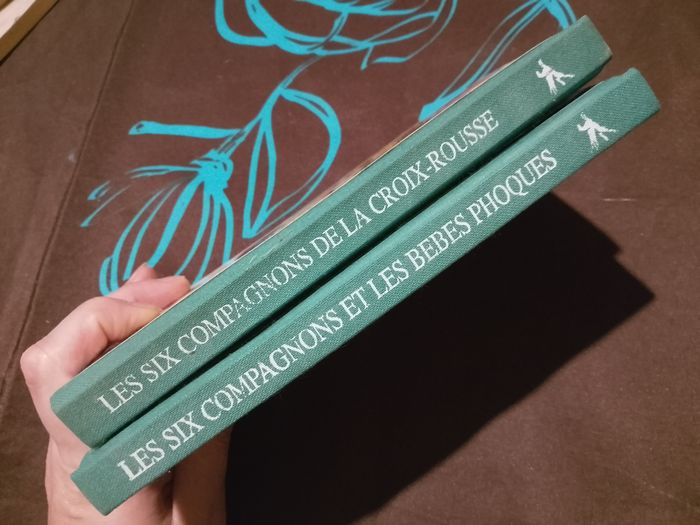 LES SIX COMPAGNONS DE LA CROIX-ROUSSE
LES SIX COMPAGNONS ET LES BEBES PHOQUES